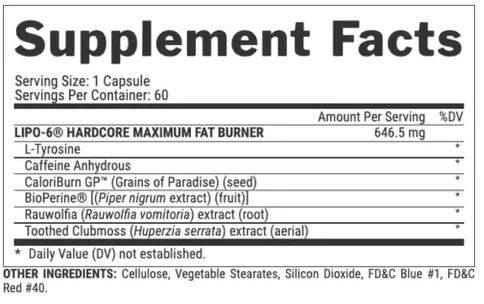 Supplement Facts
Serving Size: 1 Capsule
Servings Per Container: 60
Amount Per Serving %DV
LIPO-6® HARDCORE MAXIMUM FAT BURNER 646.5 mg
L-Tyrosine *
Caffeine Anhydrous *
CaloriBurn GP™ (Grains of Paradise) (seed) *
BioPerine® [(Piper nigrum extract) (fruit)] *
Rauwolfia (Rauwolfia vomitoria) extract (root) *
Toothed Clubmoss (Huperzia serrata) extract (aerial) *
* Daily Value (DV) not established.
OTHER INGREDIENTS: Cellulose, Vegetable Stearates, Silicon Dioxide, FD&C Blue #1, FD&C
Red #40.